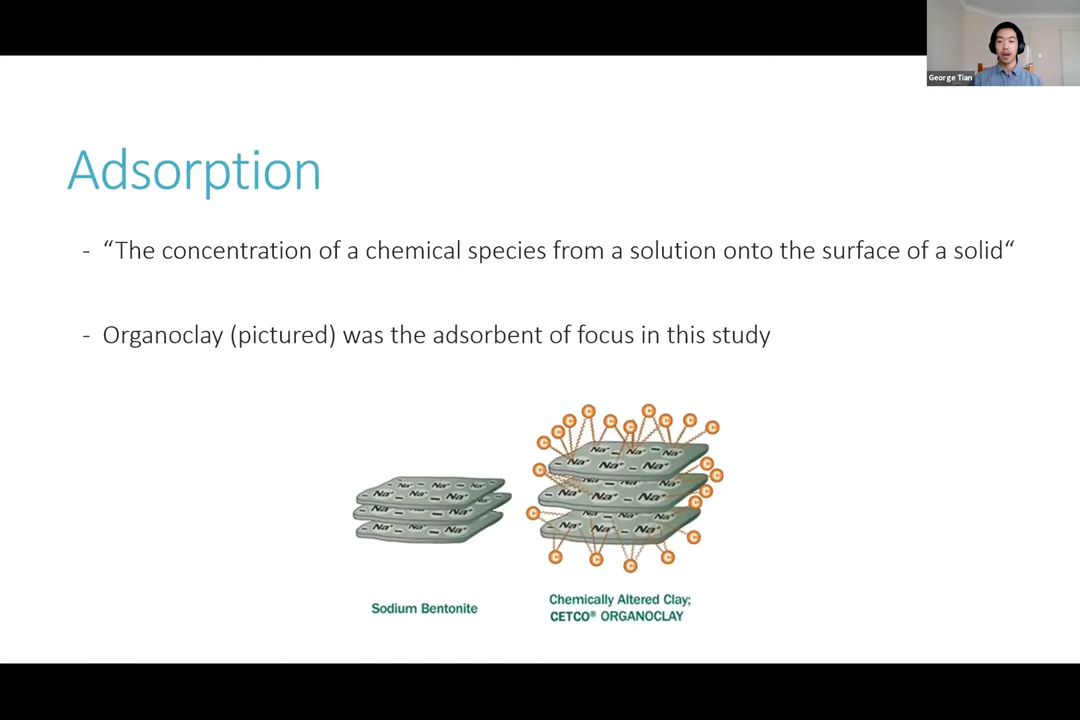 George Tian
Adsorption
- “The concentration of a chemical species from a solution onto the surface of a solid“
- Organoclay (pictured) was the adsorbent of focus in this study
Sodium Bentonite
Chemically Altered Clay;
CETCO® ORGANOCLAY